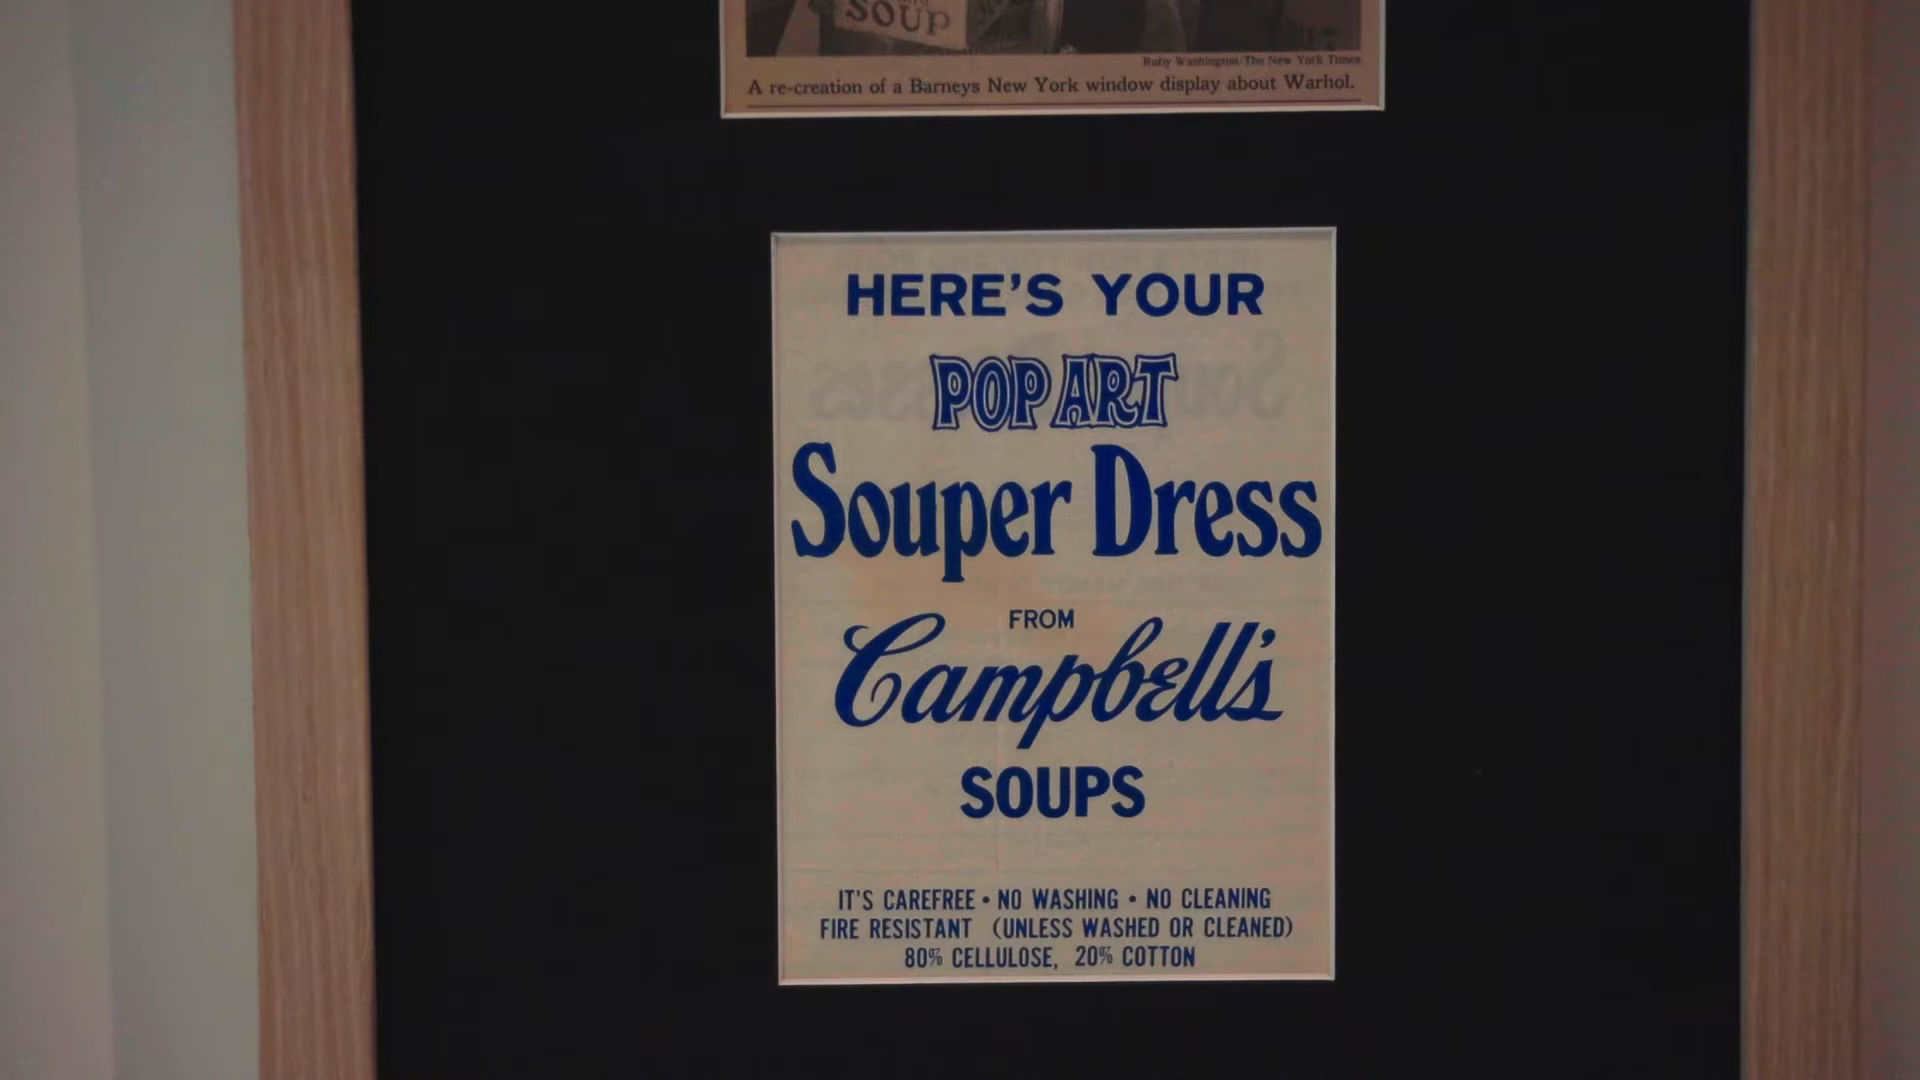 SOUP
Ruby Washington/The New York Times
A re-creation of a Barneys New York window display about Warhol.
HERE'S YOUR
POP ART
Souper Dress
FROM
Campbell's
SOUPS
IT'S CAREFREE • NO WASHING • NO CLEANING
FIRE RESISTANT (UNLESS WASHED OR CLEANED)
80% CELLULOSE, 20% COTTON